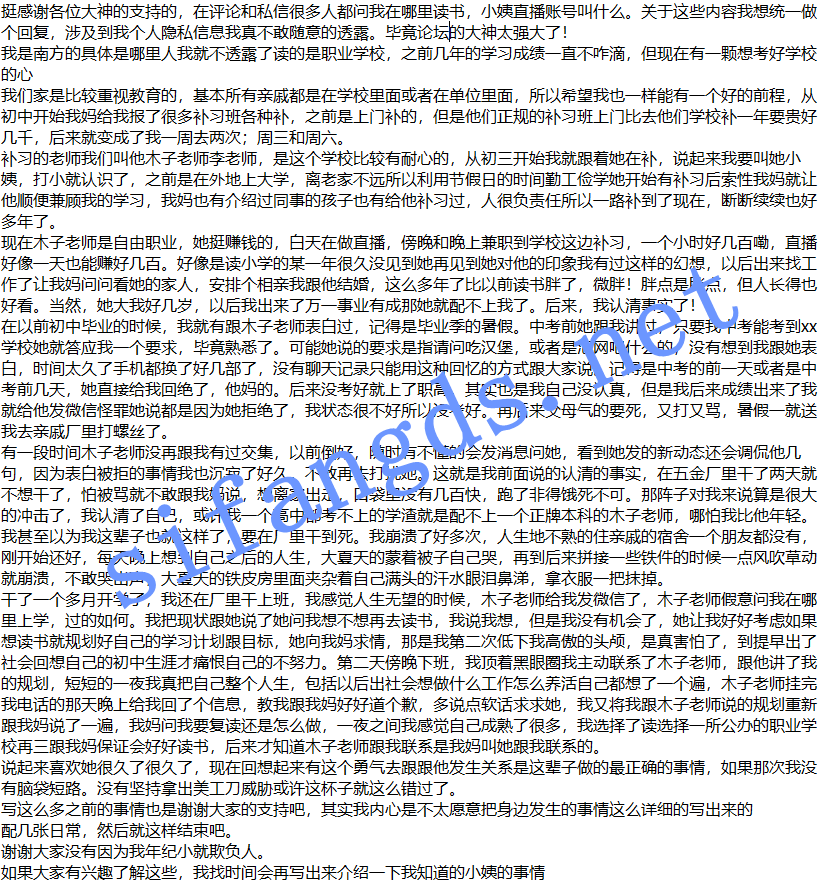 挺感谢各位大神的支持的，在评论和私信很多人都问我在哪里读书，小姨直播账号叫什么。关于这些内容我想统一做
个回复，涉及到我个人隐私信息我真不敢随意的透露。毕竟论坛的大神太强大了！
我是南方的具体是哪里人我就不透露了读的是职业学校，之前几年的学习成绩一直不咋滴，但现在有一颗想考好学校
的心
我们家是比较重视教育的，基本所有亲戚都是在学校里面或者在单位里面，所以希望我也一样能有一个好的前程，从
初中开始我妈给我报了很多补习班各种补，之前是上门补的，但是他们正规的补习班上门比去他们学校补一年要贵好
几千，后来就变成了我一周去两次；周三和周六。
补习的老师我们叫他木子老师李老师，是这个学校比较有耐心的，从初三开始我就跟着她在补，说起来我要叫她小
姨，打小就认识了，之前是在外地上大学，离老家不远所以利用节假日的时间勤工俭学她开始有补习后索性我妈就让
他顺便兼顾我的学习，我妈也有介绍过同事的孩子也有给他补习过，人很负责任所以一路补到了现在，断断续续也好
多年了。
现在木子老师是自由职业，她挺赚钱的，白天在做直播，傍晚和晚上兼职到学校这边补习，一个小时好几百嘞，直播
好像一天也能赚好几百。好像是读小学的某一年很久没见到她再见到她对他的印象我有过这样的幻想，以后出来找工
作了让我妈问问看她的家人，安排个相亲我跟他结婚，这么多年了比以前读书胖了，微胖！胖点是胖点，但人长得也
好看。当然，她大我好几岁，以后我出来了万一事业有成那她就配不上我了。后来，我认清事实了！
在以前初中毕业的时候，我就有跟木子老师表白过，记得是毕业季的暑假。中考前她跟我讲过，只要我中考能考到xx
学校她就答应我一个要求，毕竟熟悉了。可能她说的要求是指请问吃汉堡，或者是去网吧什么的，没有想到我跟她表
白，时间太久了手机都换了好几部了，没有聊天记录只能用这种回忆的方式跟大家说。记得是中考的前一天或者是中
考前几天，她直接给我回绝了，他妈的。后来没考好就上了职高，其实也是我自己没认真，但是我后来成绩出来了我
就给他发微信怪罪她说都是因为她拒绝了，我状态很不好所以没考好。再后来父母气的要死，又打又骂，暑假一就送
我去亲戚厂里打螺丝了。
有一段时间木子老师没再跟我有过交集，以前倒好，随时有不懂的会发消息问她，看到她发的新动态还会调侃他几
句，因为表白被拒的事情我也沉寂了好久，不敢再去打扰她。这就是我前面说的认清的事实，在五金厂里干了两天就
不想干了，怕被骂就不敢跟我妈说，想离家出走，口袋里没有几百快，跑了非得饿死不可。那阵子对我来说算是很大
的冲击了，我认清了自己，或许我一个高中都考不上的学渣就是配不上一个正牌本科的木子老师，哪怕我比他年轻。
我甚至以为我这辈子也就这样了，要在厂里干到死。我崩溃了好多次，人生地不熟的住亲戚的宿舍一个朋友都没有，
刚开始还好，每天晚上想到自己之后的人生，大夏天的蒙着被子自己哭，再到后来拼接一些铁件的时候一点风吹草动
就崩溃，不敢哭出声，大夏天的铁皮房里面夹杂着自己满头的汗水眼泪鼻涕，拿衣服一把抹掉。
干了一个多月开学了，我还在厂里干上班，我感觉人生无望的时候，木子老师给我发微信了，木子老师假意问我在哪
里上学，过的如何。我把现状跟她说了她问我想不想再去读书，我说我想，但是我没有机会了，她让我好好考虑如果
想读书就规划好自己的学习计划跟目标，她向我妈求情，那是我第二次低下我高傲的头颅，是真害怕了，到提早出了
社会回想自己的初中生涯才痛恨自己的不努力。第二天傍晚下班，我顶着黑眼圈我主动联系了木子老师，跟他讲了我
的规划，短短的一夜我真把自己整个人生，包括以后出社会想做什么工作怎么养活自己都想了一个遍，木子老师挂完
我电话的那天晚上给我回了个信息，教我跟我妈好好道个歉，多说点软话求求她，我又将我跟木子老师说的规划重新
跟我妈说了一遍，我妈问我要复读还是怎么做，一夜之间我感觉自己成熟了很多，我选择了读选择一所公办的职业学
校再三跟我妈保证会好好读书，后来才知道木子老师跟我联系是我妈叫她跟我联系的。
说起来喜欢她很久了很久了，现在回想起来有这个勇气去跟跟他发生关系是这辈子做的最正确的事情，如果那次我没
有脑袋短路。没有坚持拿出美工刀威胁或许这杯子就这么错过了。
写这么多之前的事情也是谢谢大家的支持吧，其实我内心是不太愿意把身边发生的事情这么详细的写出来的
配几张日常，然后就这样结束吧。
谢谢大家没有因为我年纪小就欺负人。
如果大家有兴趣了解这些，我找时间会再写出来介绍一下我知道的小姨的事情